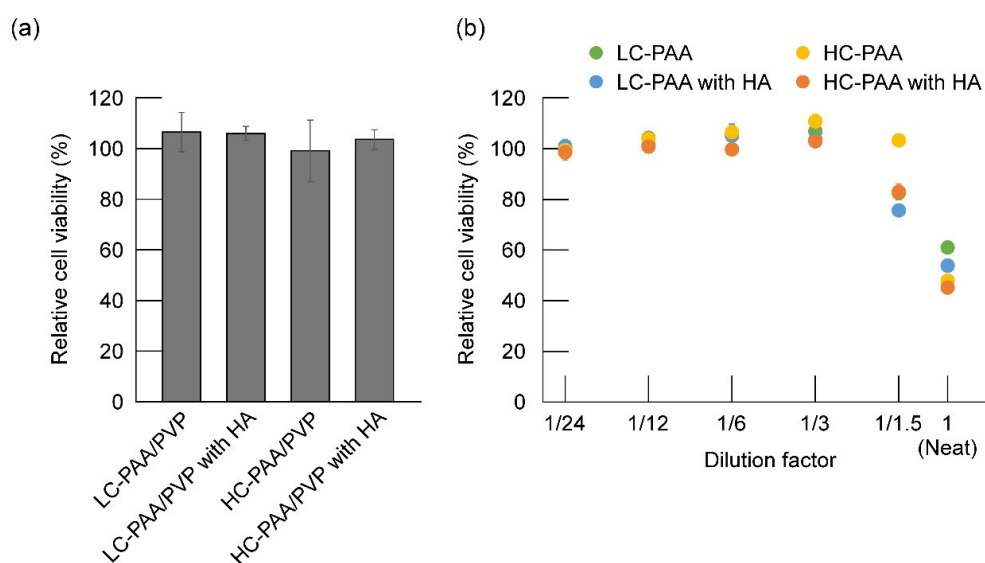 (a)
Relative cell viability (%)
120
100
80
60
40
20
0
LC-PAA/PVP
LC-PAA/PVP with HA
HC-PAA/PVP
HC-PAA/PVP with HA
(b)
LC-PAA
HC-PAA
LC-PAA with HA
HC-PAA with HA
Relative cell viability (%)
120
100
80
60
40
20
0
1/24 1/12 1/6 1/3 1/1.5 1
(Neat)
Dilution factor